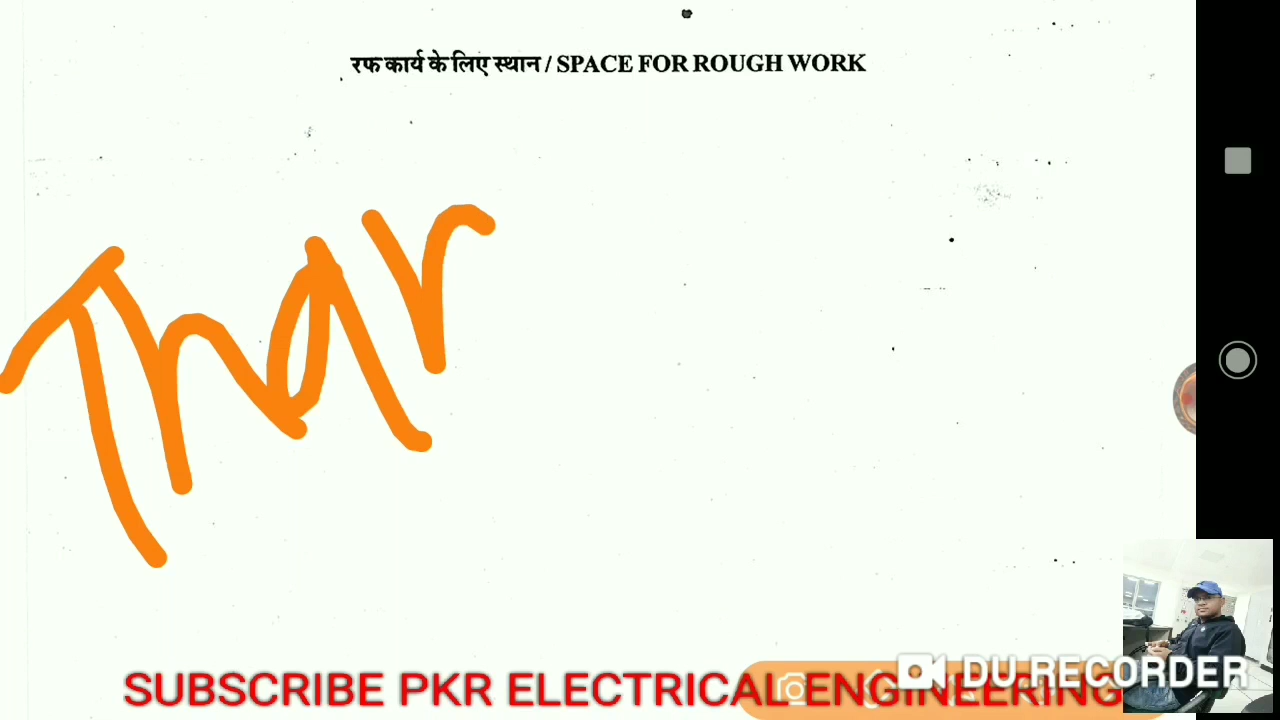 रफ कार्य के लिए स्थान / SPACE FOR ROUGH WORK
Thar
SUBSCRIBE PKR ELECTRICAL ENGINEERING
DU RECORDER